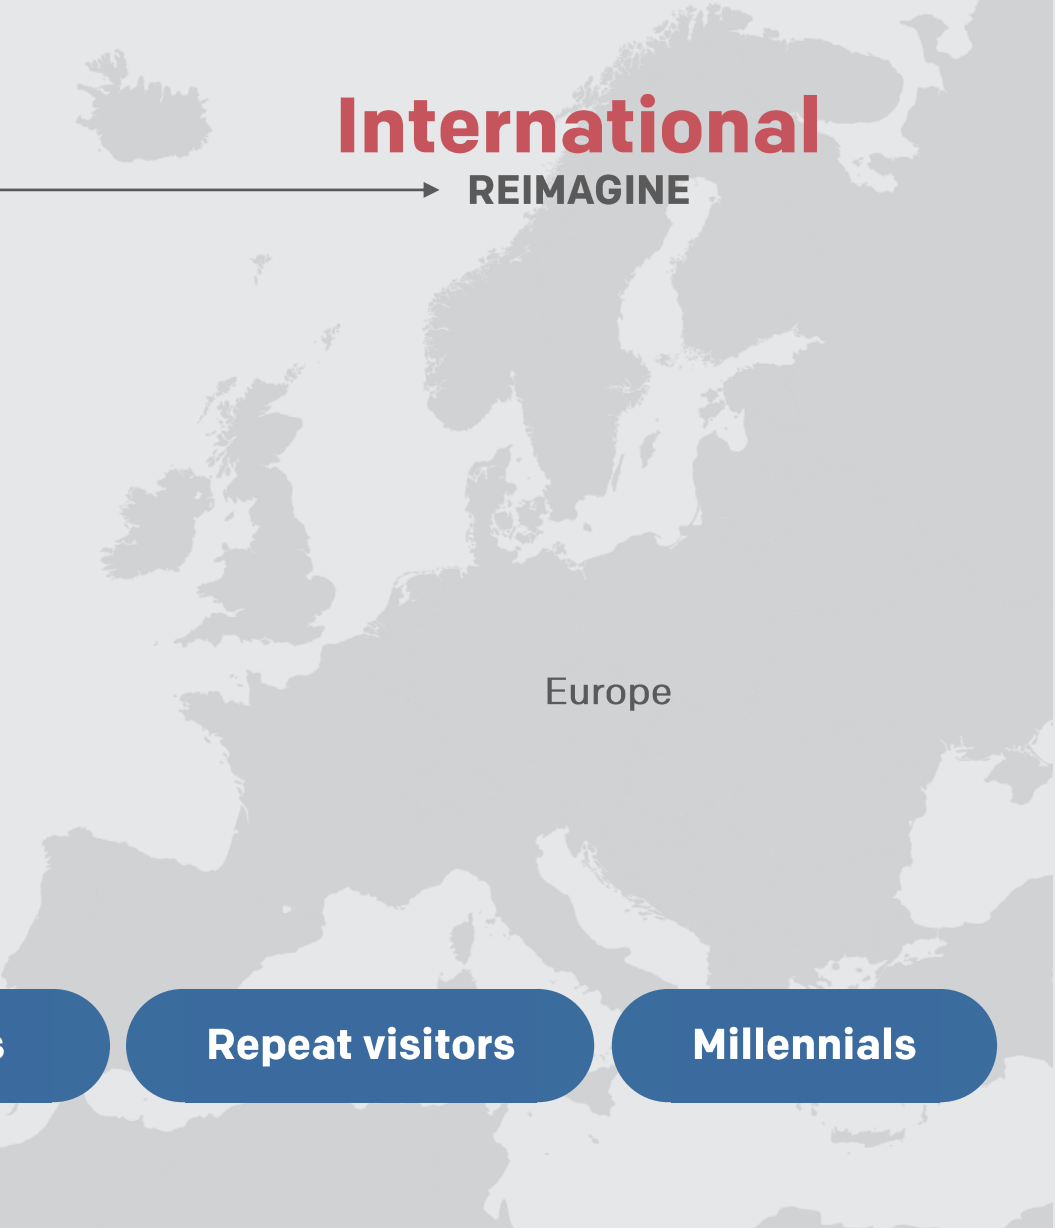 International
REIMAGINE
Europe
s
Repeat visitors
Millennials